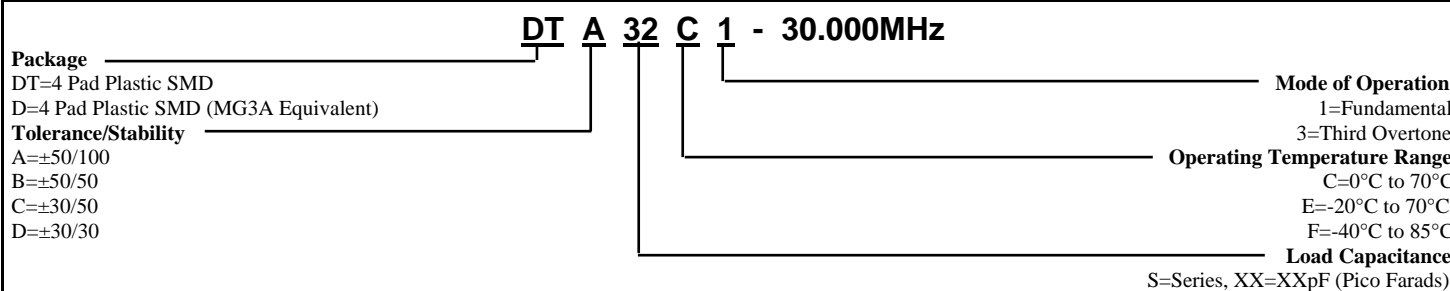 DT A 32 C 1 - 30.000MHz
Package
DT=4 Pad Plastic SMD
D=4 Pad Plastic SMD (MG3A Equivalent)
Tolerance/Stability
A=±50/100
B=±50/50
C=±30/50
D=±30/30
Mode of Operation
1=Fundamental
3=Third Overtone
Operating Temperature Range
C=0°C to 70°C
E=-20°C to 70°C
F=-40°C to 85°C
Load Capacitance
S=Series, XX=XXpF (Pico Farads)